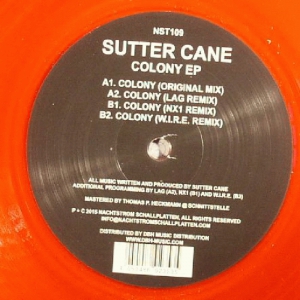 NST109
SUTTER CANE
COLONY EP
A1. COLONY (ORIGINAL MIX)
A2. COLONY (LAG REMIX)
B1. COLONY (NX1 REMIX)
B2. COLONY (W.I.R.E. REMIX)
ALL MUSIC WRITTEN AND PRODUCED BY SUTTER CANE
ADDITIONAL PROGRAMMING BY LAG (A2), NX1 (B1) AND W.I.R.E. (B2)
MASTERED BY THOMAS P. HECKMANN @ SCHNITTSTELLE
P + C 2015 NACHTSTROM SCHALLPLATTEN, ALL RIGHTS RESERVED
INFO@NACHTSTROMSCHALLPLATTEN.COM
DISTRIBUTED BY DBH MUSIC DISTRIBUTION
WWW.DBH-MUSIC.COM